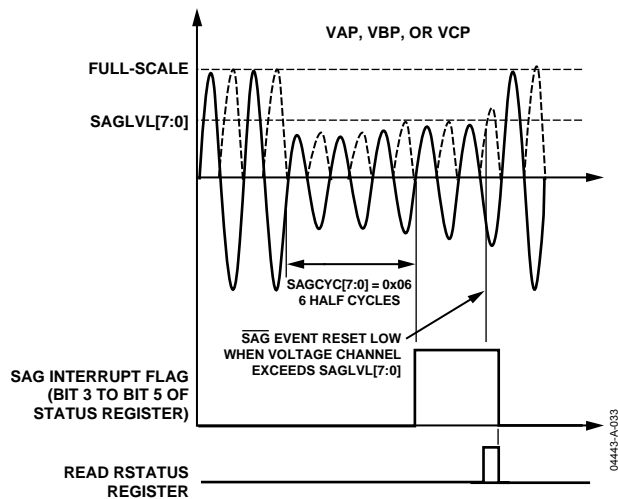 VAP, VBP, OR VCP
FULL-SCALE
SAGLVL[7:0]
SAGCYC[7:0] = 0x06
6 HALF CYCLES
SAG EVENT RESET LOW
WHEN VOLTAGE CHANNEL
EXCEEDS SAGLVL[7:0]
SAG INTERRUPT FLAG
(BIT 3 TO BIT 5 OF
STATUS REGISTER)
READ RSTATUS
REGISTER
04443-A-033